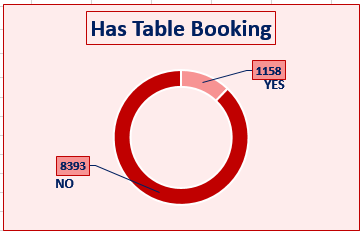 Has Table Booking
1158
YES
8393
NO